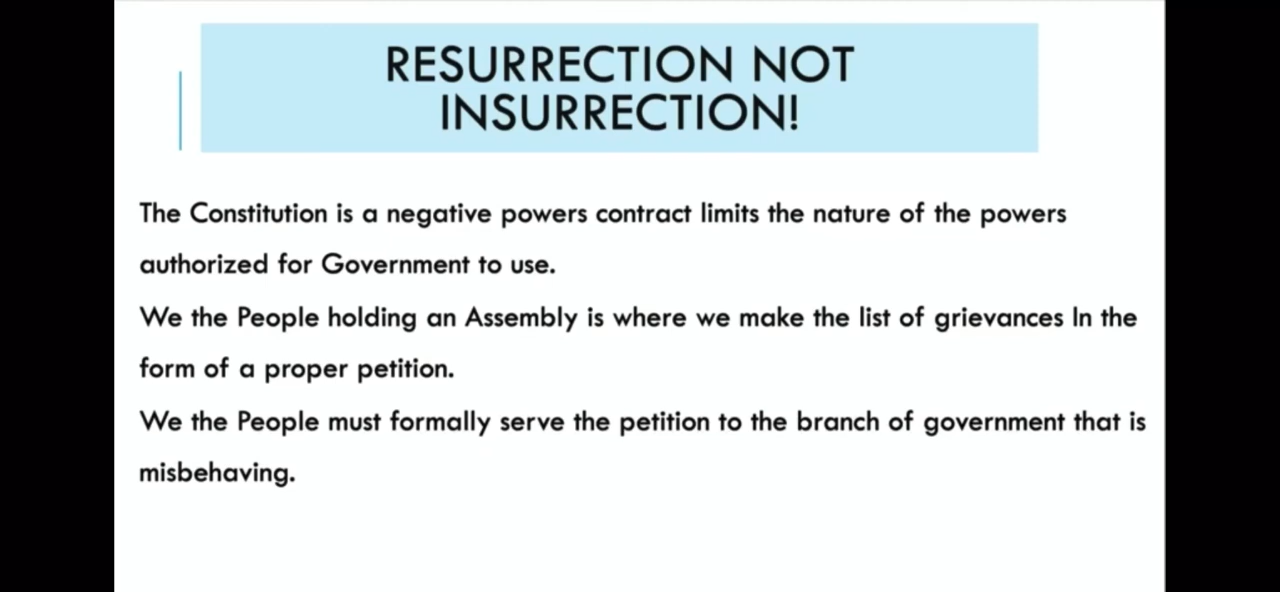 RESURRECTION NOT
INSURRECTION!
The Constitution is a negative powers contract limits the nature of the powers
authorized for Government to use.
We the People holding an Assembly is where we make the list of grievances In the
form of a proper petition.
We the People must formally serve the petition to the branch of government that is
misbehaving.